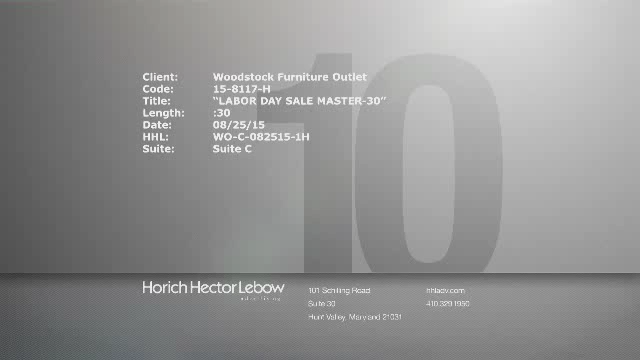 Client: Woodstock Furniture Outlet
Code: 15-8117-H
Title: “LABOR DAY SALE MASTER-30”
Length: :30
Date: 08/25/15
HHL: WO-C-082515-1H
Suite: Suite C
10
Horich Hector Lebow
101 Schilling Road hhladv.com
Suite 30 410.329.1950
Hunt Valley, Maryland 21031